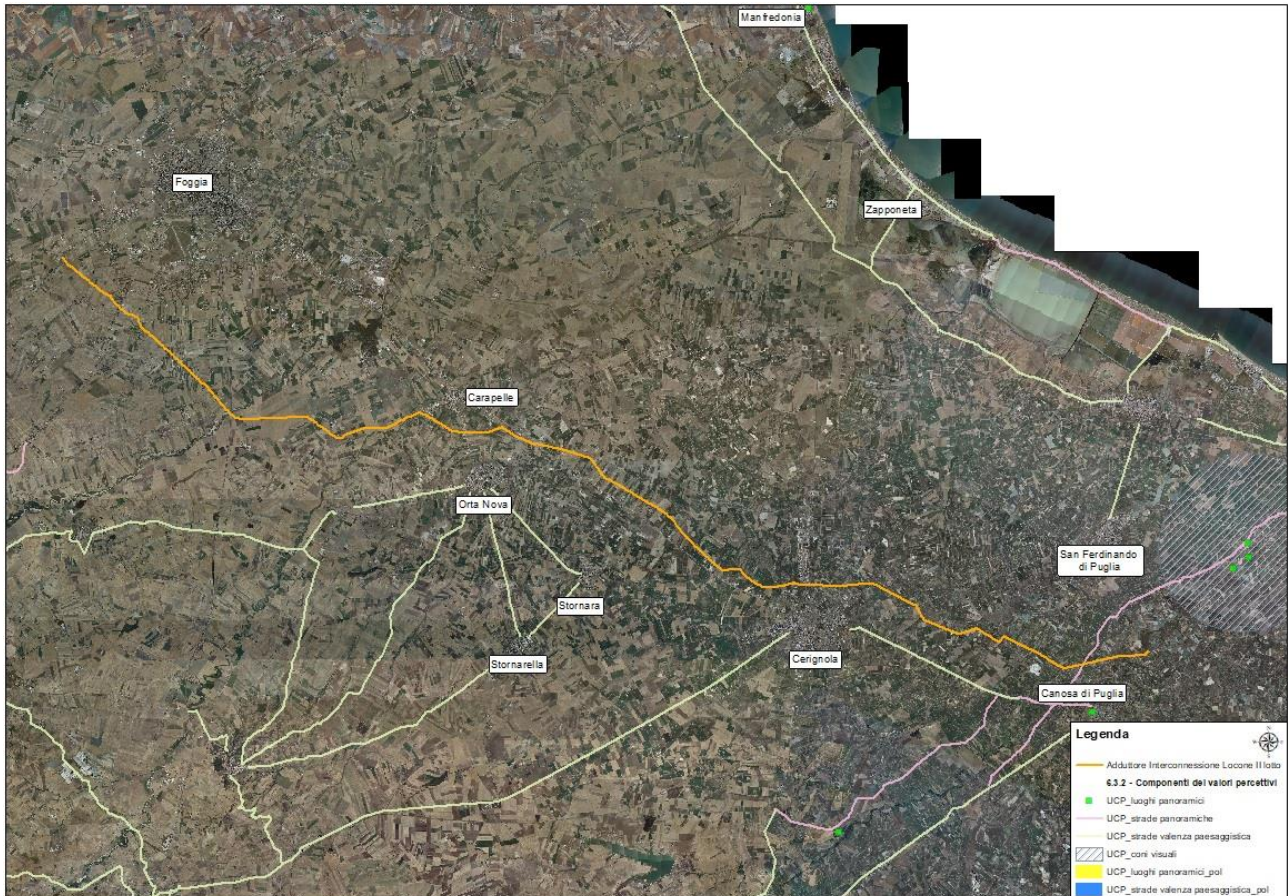 Manfredonia
Foggia
Zapponeta
Carapelle
Orta Nova
San Ferdinando
di Puglia
Stornara
Stornarella
Cerignola
Canosa di Puglia
Legenda
Adduttore Interconnessione Locone II lotto
6.3.2 - Componenti dei valori percettivi
UCP_luoghi panoramici
UCP_strade panoramiche
UCP_strade valenza paesaggistica
UCP_coni visuali
UCP_luoghi panoramici_pol
UCP_strade valenza paesaggistica_pol